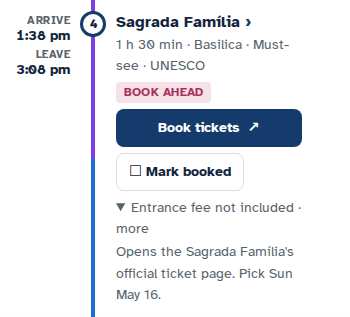 ARRIVE
1:38 pm
LEAVE
3:08 pm
4
Sagrada Família ›
1 h 30 min · Basilica · Must-
see · UNESCO
BOOK AHEAD
Book tickets ↗
☐ Mark booked
▼ Entrance fee not included ·
more
Opens the Sagrada Família's
official ticket page. Pick Sun
May 16.